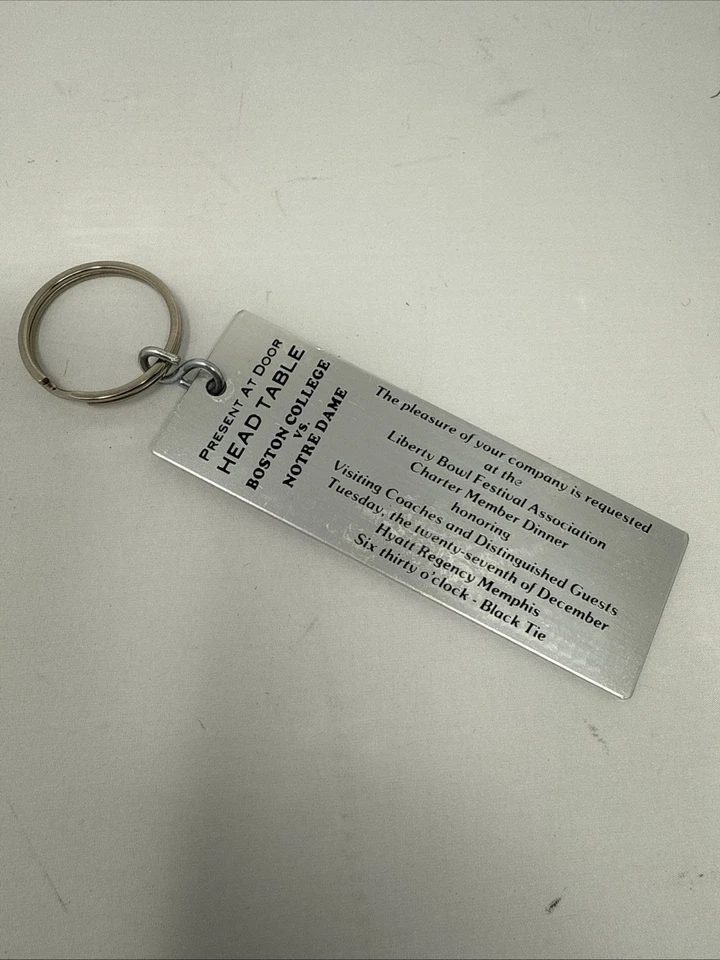 PRESENT AT DOOR
HEAD TABLE
BOSTON COLLEGE
VS.
NOTRE DAME
The pleasure of your company is requested
at the
Liberty Bowl Festival Association
Charter Member Dinner
honoring
Visiting Coaches and Distinguished Guests
Tuesday, the twenty-seventh of December
Hyatt Regency Memphis
Six thirty o'clock - Black Tie